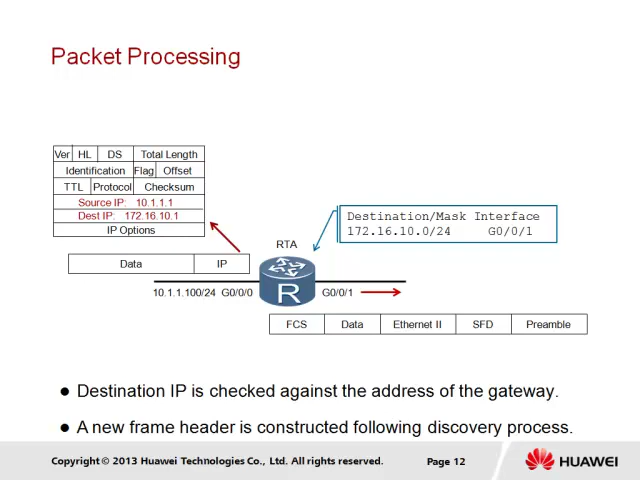 Packet Processing
Ver HL DS Total Length
Identification Flag Offset
TTL Protocol Checksum
Source IP: 10.1.1.1
Dest IP: 172.16.10.1
IP Options
Destination/Mask Interface
172.16.10.0/24 G0/0/1
RTA
Data IP
R
10.1.1.100/24 G0/0/0 G0/0/1
FCS Data Ethernet II SFD Preamble
● Destination IP is checked against the address of the gateway.
● A new frame header is constructed following discovery process.
Copyright © 2013 Huawei Technologies Co., Ltd. All rights reserved. Page 12 HUAWEI